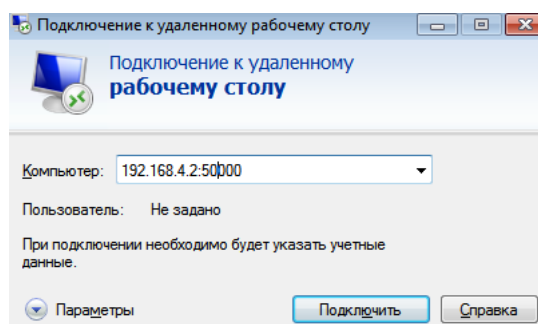 Подключение к удаленному рабочему столу
Подключение к удаленному
рабочему столу
Компьютер: 192.168.4.2:50000
Пользователь: Не задано
При подключении необходимо будет указать учетные
данные.
Параметры Подключить Справка